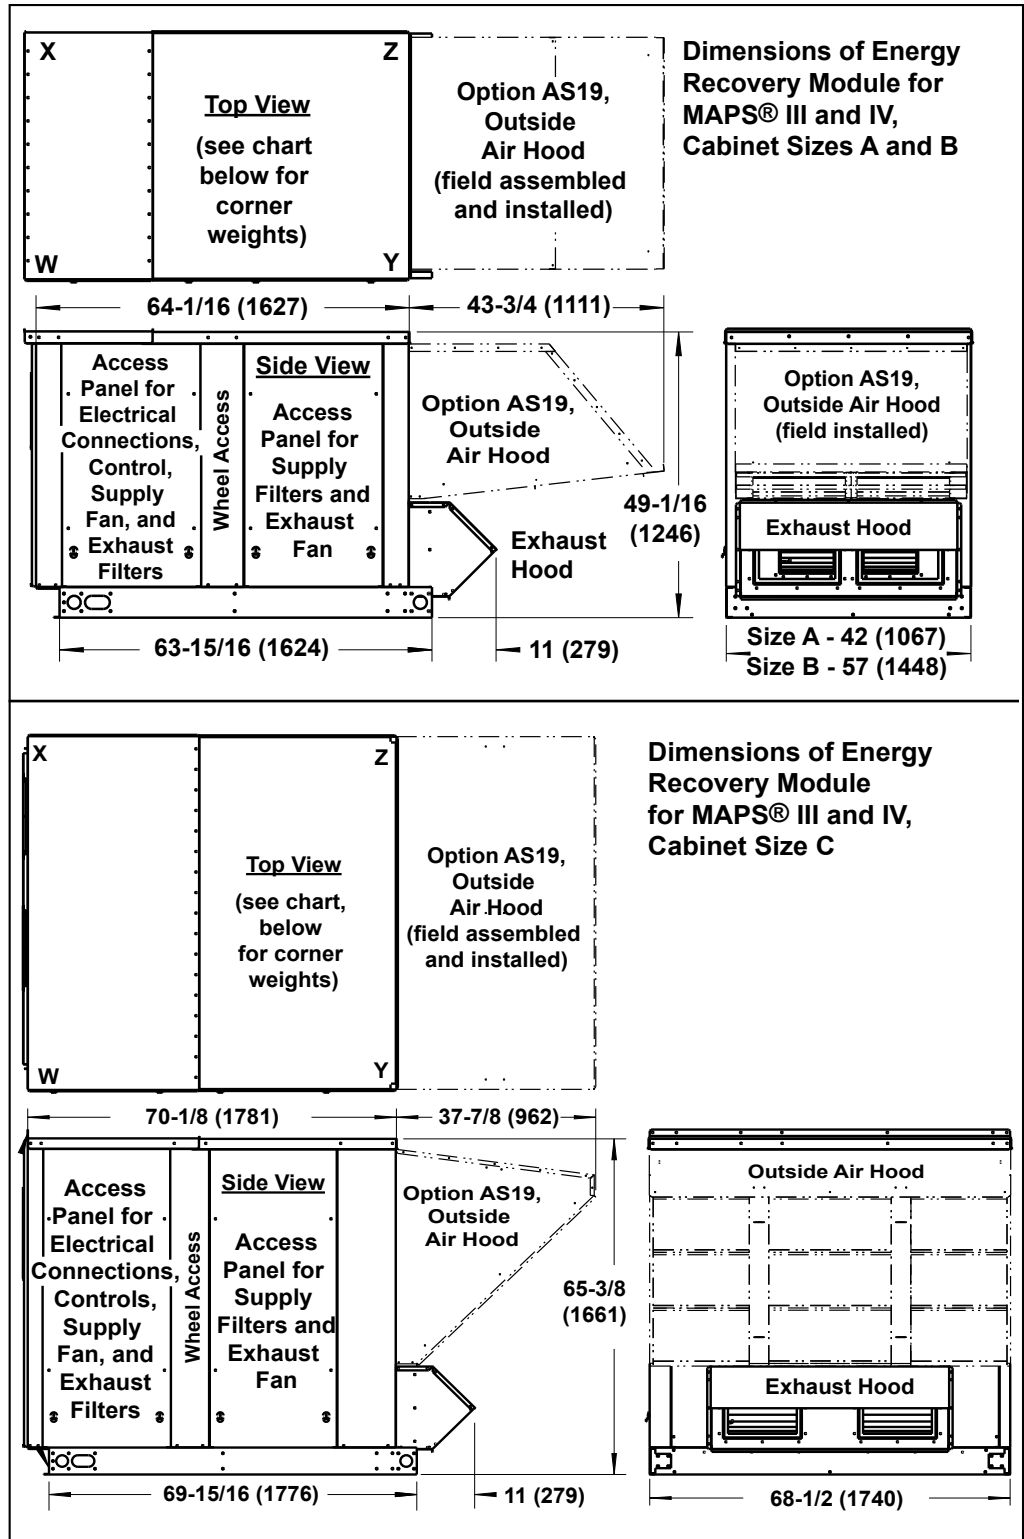 X
Z
Top View
(see chart
below for
corner
weights)
W
Y
Option AS19,
Outside
Air Hood
(field assembled
and installed)
Dimensions of Energy
Recovery Module for
MAPS® III and IV,
Cabinet Sizes A and B
64-1/16 (1627)
43-3/4 (1111)
Access
Panel for
Electrical
Connections,
Control,
Supply
Fan, and
Exhaust
Filters
Wheel Access
Side View
Access
Panel for
Supply
Filters and
Exhaust
Fan
Option AS19,
Outside
Air Hood
Exhaust
Hood
49-1/16
(1246)
63-15/16 (1624)
11 (279)
Option AS19,
Outside Air Hood
(field installed)
Exhaust Hood
Size A - 42 (1067)
Size B - 57 (1448)
X
Z
Top View
(see chart,
below
for corner
weights)
W
Y
Option AS19,
Outside
Air Hood
(field assembled
and installed)
Dimensions of Energy
Recovery Module
for MAPS® III and IV,
Cabinet Size C
70-1/8 (1781)
37-7/8 (962)
Access
Panel for
Electrical
Connections,
Controls,
Supply
Fan, and
Exhaust
Filters
Wheel Access
Side View
Access
Panel for
Supply
Filters and
Exhaust
Fan
Option AS19,
Outside
Air Hood
65-3/8
(1661)
69-15/16 (1776)
11 (279)
Outside Air Hood
Exhaust Hood
68-1/2 (1740)